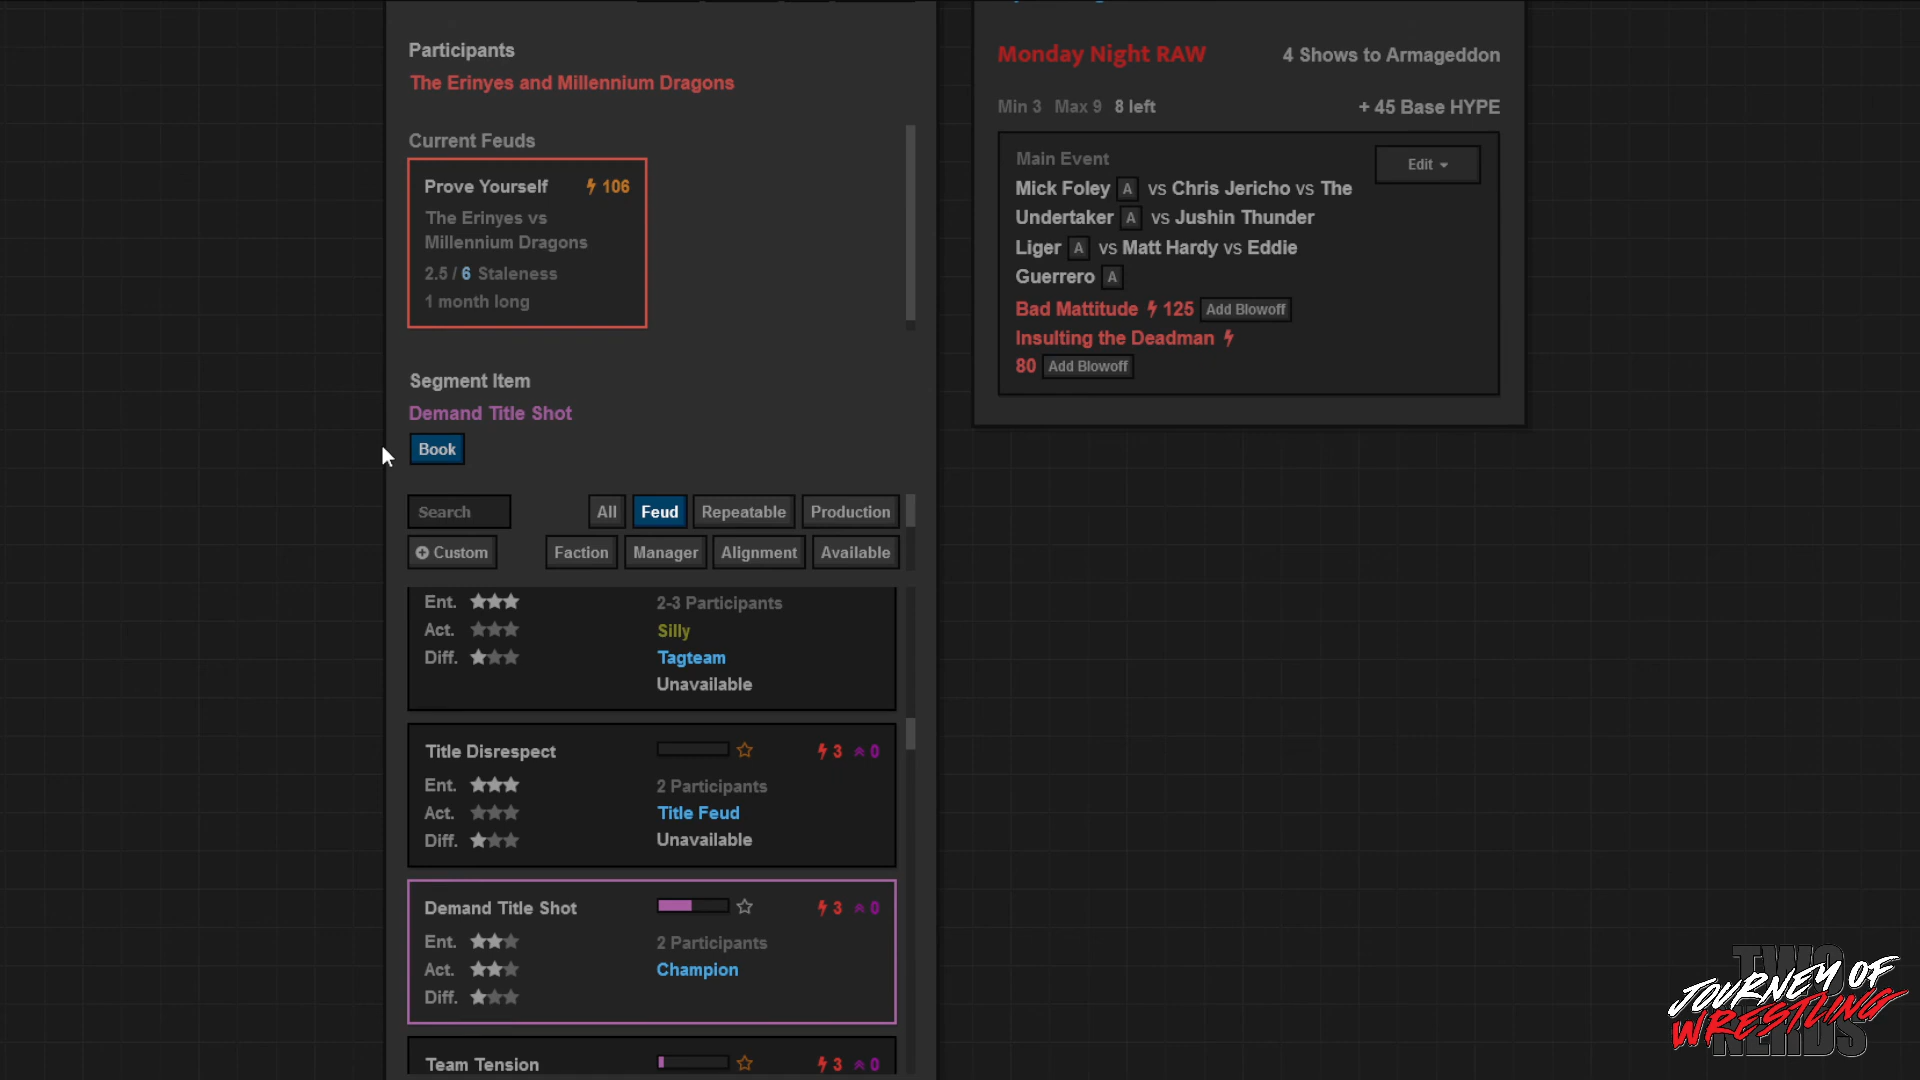 Participants
The Erinyes and Millennium Dragons
Current Feuds
Prove Yourself 106
The Erinyes vs
Millennium Dragons
2.5 / 6 Staleness
1 month long
Segment Item
Demand Title Shot
Book
Search All Feud Repeatable Production
Custom Faction Manager Alignment Available
Ent. 2-3 Participants
Act. Silly
Diff. Tagteam
Unavailable
Title Disrespect 3 0
Ent. 2 Participants
Act. Title Feud
Diff. Unavailable
Demand Title Shot 3 0
Ent. 2 Participants
Act. Champion
Diff.
Team Tension 3 0
Monday Night RAW 4 Shows to Armageddon
Min 3 Max 9 8 left + 45 Base HYPE
Main Event Edit
Mick Foley A vs Chris Jericho vs The
Undertaker A vs Jushin Thunder
Liger A vs Matt Hardy vs Eddie
Guerrero A
Bad Mattitude 125 Add Blowoff
Insulting the Deadman
80 Add Blowoff
TWO
JOURNEY OF
WRESTLING
NERDS